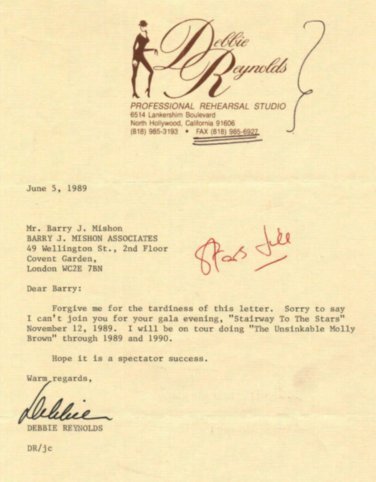 Debbie
Reynolds
PROFESSIONAL REHEARSAL STUDIO
6514 Lankershim Boulevard
North Hollywood, California 91606
(818) 985-3193 • FAX (818) 985-6927
June 5, 1989
Mr. Barry J. Mishon
BARRY J. MISHON ASSOCIATES
49 Wellington St., 2nd Floor
Covent Garden,
London WC2E 7BN
Stars file
Dear Barry:
Forgive me for the tardiness of this letter. Sorry to say
I can't join you for your gala evening, "Stairway To The Stars"
November 12, 1989. I will be on tour doing "The Unsinkable Molly
Brown" through 1989 and 1990.
Hope it is a spectator success.
Warm regards,
Debbie
DEBBIE REYNOLDS
DR/jc